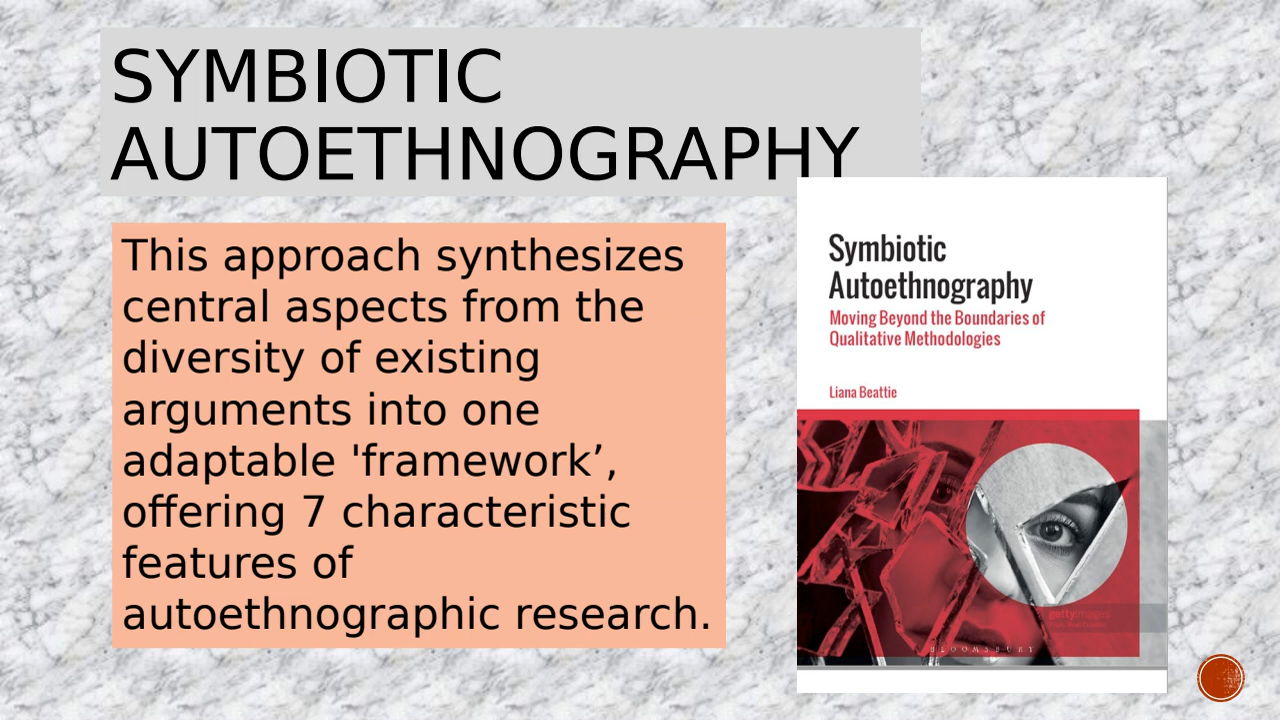 SYMBIOTIC
AUTOETHNOGRAPHY
This approach synthesizes
central aspects from the
diversity of existing
arguments into one
adaptable 'framework’,
offering 7 characteristic
features of
autoethnographic research.
Symbiotic
Autoethnography
Moving Beyond the Boundaries of
Qualitative Methodologies
Liana Beattie
gettyimages
BLOOMSBURY